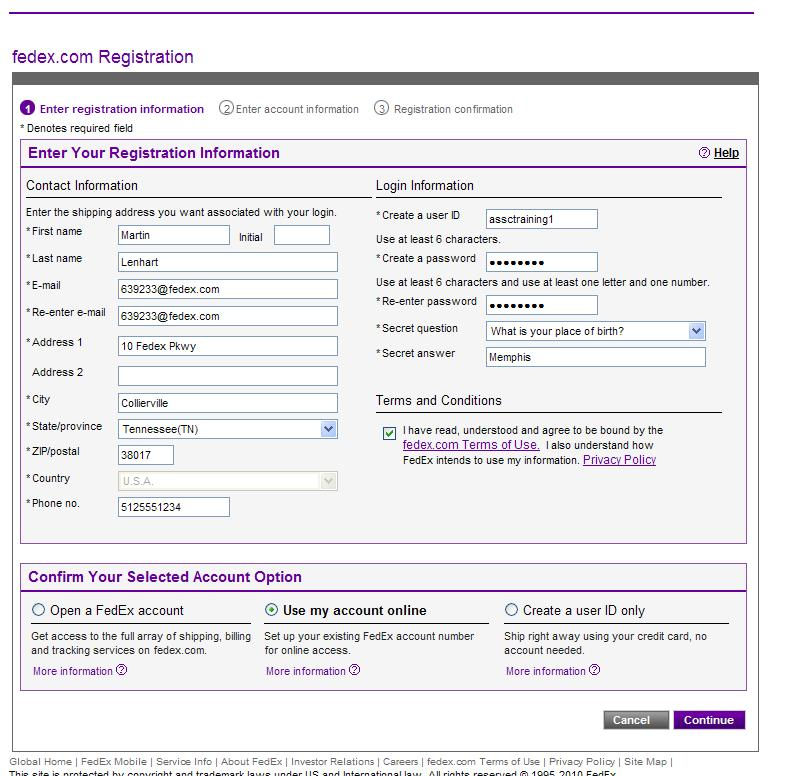 fedex.com Registration
1 Enter registration information 2 Enter account information 3 Registration confirmation
* Denotes required field
Enter Your Registration Information
? Help
Contact Information
Enter the shipping address you want associated with your login.
* First name Martin Initial
* Last name Lenhart
* E-mail 639233@fedex.com
* Re-enter e-mail 639233@fedex.com
* Address 1 10 Fedex Pkwy
Address 2
* City Collierville
* State/province Tennessee(TN)
* ZIP/postal 38017
* Country U.S.A.
* Phone no. 5125551234
Login Information
* Create a user ID assctraining1
Use at least 6 characters.
* Create a password ••••••••
Use at least 6 characters and use at least one letter and one number.
* Re-enter password ••••••••
* Secret question What is your place of birth?
* Secret answer Memphis
Terms and Conditions
I have read, understood and agree to be bound by the
fedex.com Terms of Use. I also understand how
FedEx intends to use my information. Privacy Policy
Confirm Your Selected Account Option
Open a FedEx account
Get access to the full array of shipping, billing
and tracking services on fedex.com.
More information ?
Use my account online
Set up your existing FedEx account number
for online access.
More information ?
Create a user ID only
Ship right away using your credit card, no
account needed.
More information ?
Cancel Continue
Global Home | FedEx Mobile | Service Info | About FedEx | Investor Relations | Careers | fedex.com Terms of Use | Privacy Policy | Site Map |
This site is protected by copyright and trademark laws under US and International law. All rights reserved © 1995-2010 FedEx